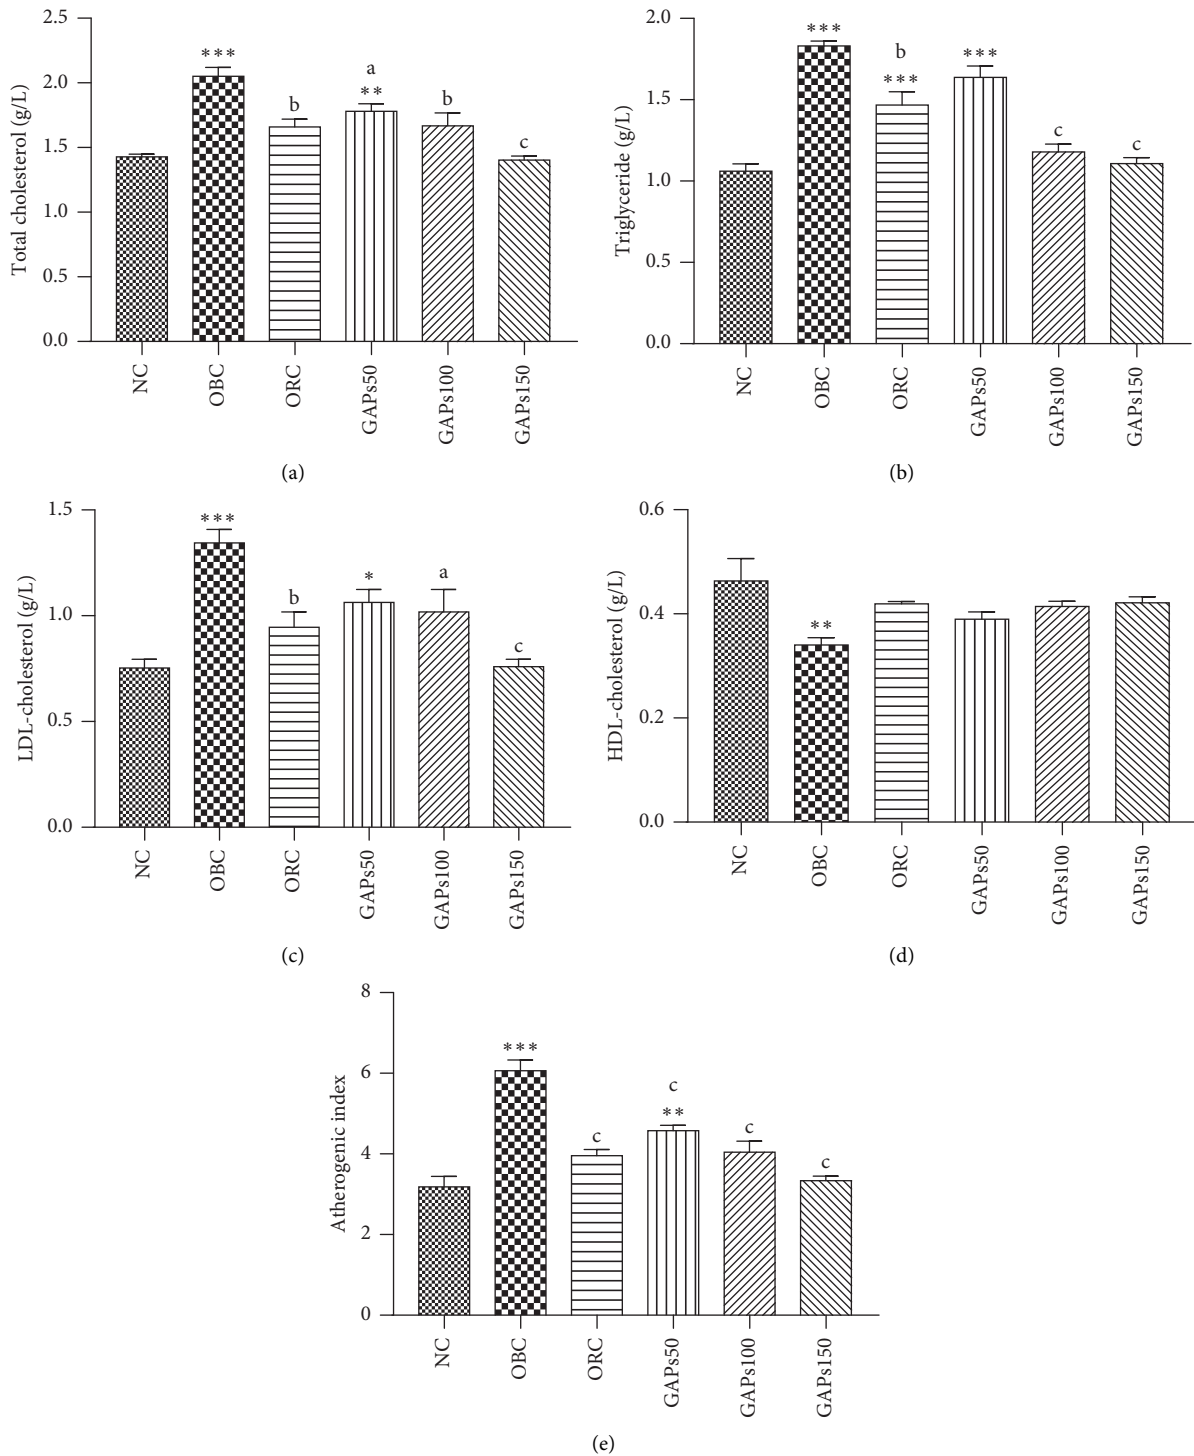 2.5
2.0
1.5
1.0
0.5
0.0
Total cholesterol (g/L)
***
b
a
**
b
c
NC
OBC
ORC
GAPs50
GAPs100
GAPs150
(a)
2.0
1.5
1.0
0.5
0.0
Triglyceride (g/L)
***
b
***
***
c
c
NC
OBC
ORC
GAPs50
GAPs100
GAPs150
(b)
1.5
1.0
0.5
0.0
LDL-cholesterol (g/L)
***
b
*
a
c
NC
OBC
ORC
GAPs50
GAPs100
GAPs150
(c)
0.6
0.4
0.2
0.0
HDL-cholesterol (g/L)
**
NC
OBC
ORC
GAPs50
GAPs100
GAPs150
(d)
8
6
4
2
0
Atherogenic index
***
c
c
**
c
c
NC
OBC
ORC
GAPs50
GAPs100
GAPs150
(e)